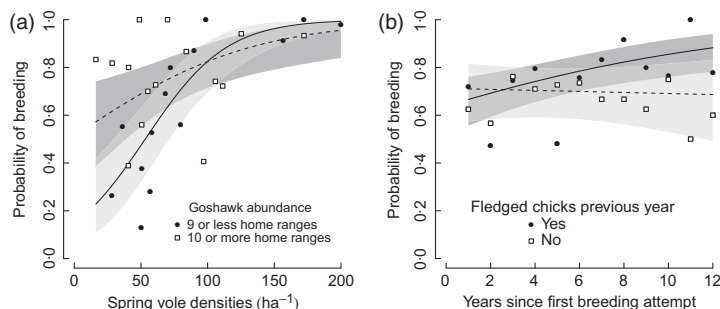 (a)
Probability of breeding
1·0
0·8
0·6
0·4
0·2
0·0
Goshawk abundance
9 or less home ranges
10 or more home ranges
0 50 100 150 200
Spring vole densities (ha⁻¹)
(b)
Probability of breeding
1·0
0·8
0·6
0·4
0·2
0·0
Fledged chicks previous year
Yes
No
0 2 4 6 8 10 12
Years since first breeding attempt